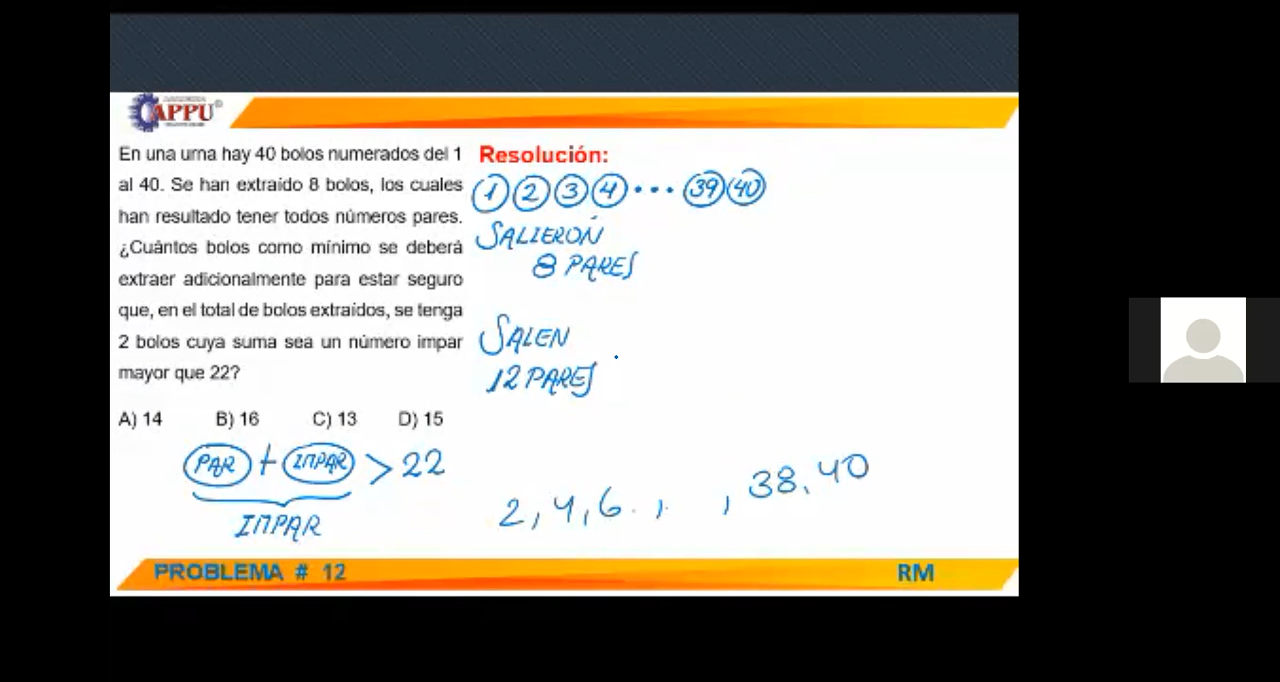 APPU
En una urna hay 40 bolos numerados del 1
al 40. Se han extraído 8 bolos, los cuales
han resultado tener todos números pares.
¿Cuántos bolos como mínimo se deberá
extraer adicionalmente para estar seguro
que, en el total de bolos extraídos, se tenga
2 bolos cuya suma sea un número impar
mayor que 22?
A) 14 B) 16 C) 13 D) 15
PAR + IMPAR > 22
IMPAR
Resolución:
1 2 3 4 ... 39 40
SALIERON
8 PARES
SALEN
12 PARES
2, 4, 6 . , . , 38, 40
PROBLEMA # 12
RM